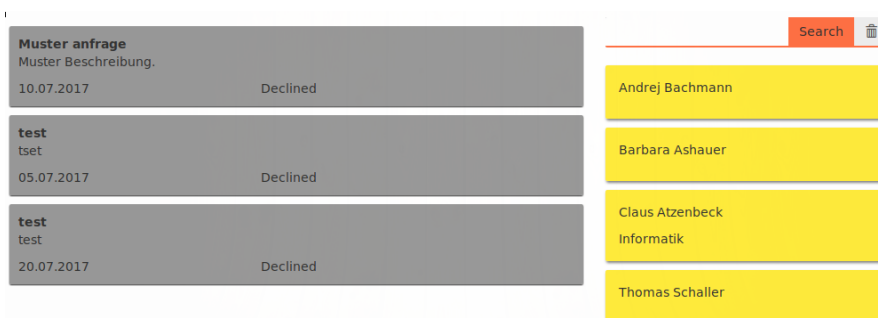 Muster anfrage
Muster Beschreibung.
10.07.2017 Declined
test
tset
05.07.2017 Declined
test
test
20.07.2017 Declined
Search
Andrej Bachmann
Barbara Ashauer
Claus Atzenbeck
Informatik
Thomas Schaller